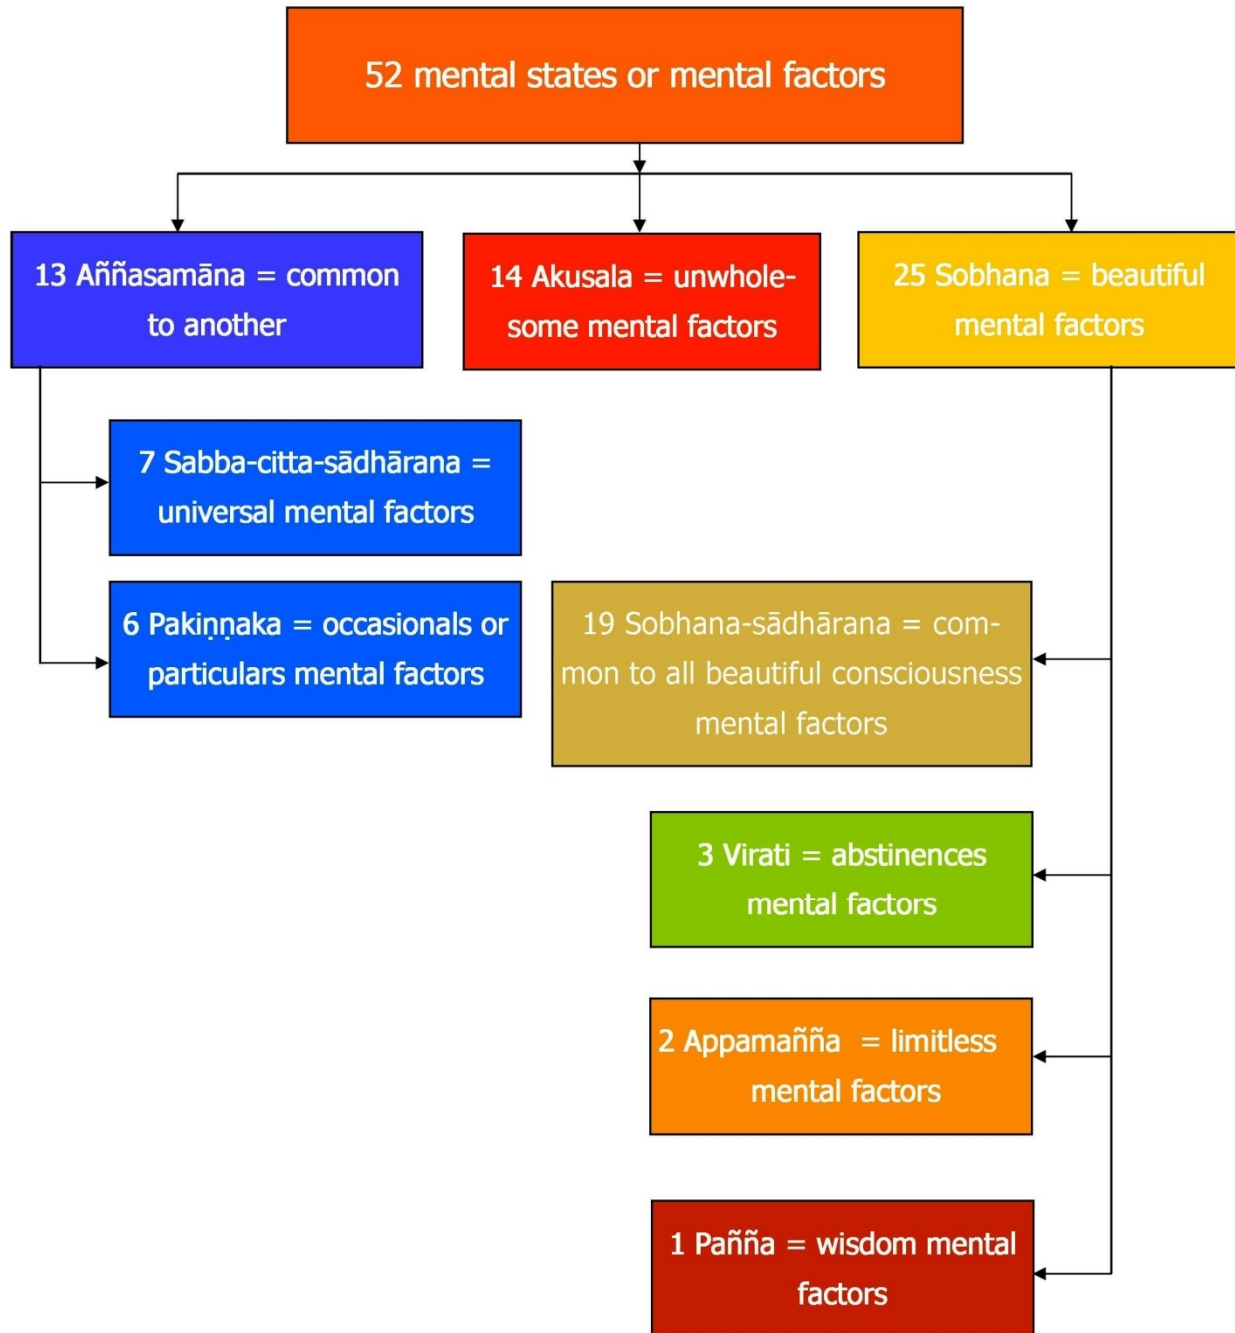 52 mental states or mental factors
13 Aññasamāna = common
to another
14 Akusala = unwhole-
some mental factors
25 Sobhana = beautiful
mental factors
7 Sabba-citta-sādhārana =
universal mental factors
6 Pakiṇṇaka = occasionals or
particulars mental factors
19 Sobhana-sādhārana = com-
mon to all beautiful consciousness
mental factors
3 Virati = abstinences
mental factors
2 Appamañña = limitless
mental factors
1 Pañña = wisdom mental
factors